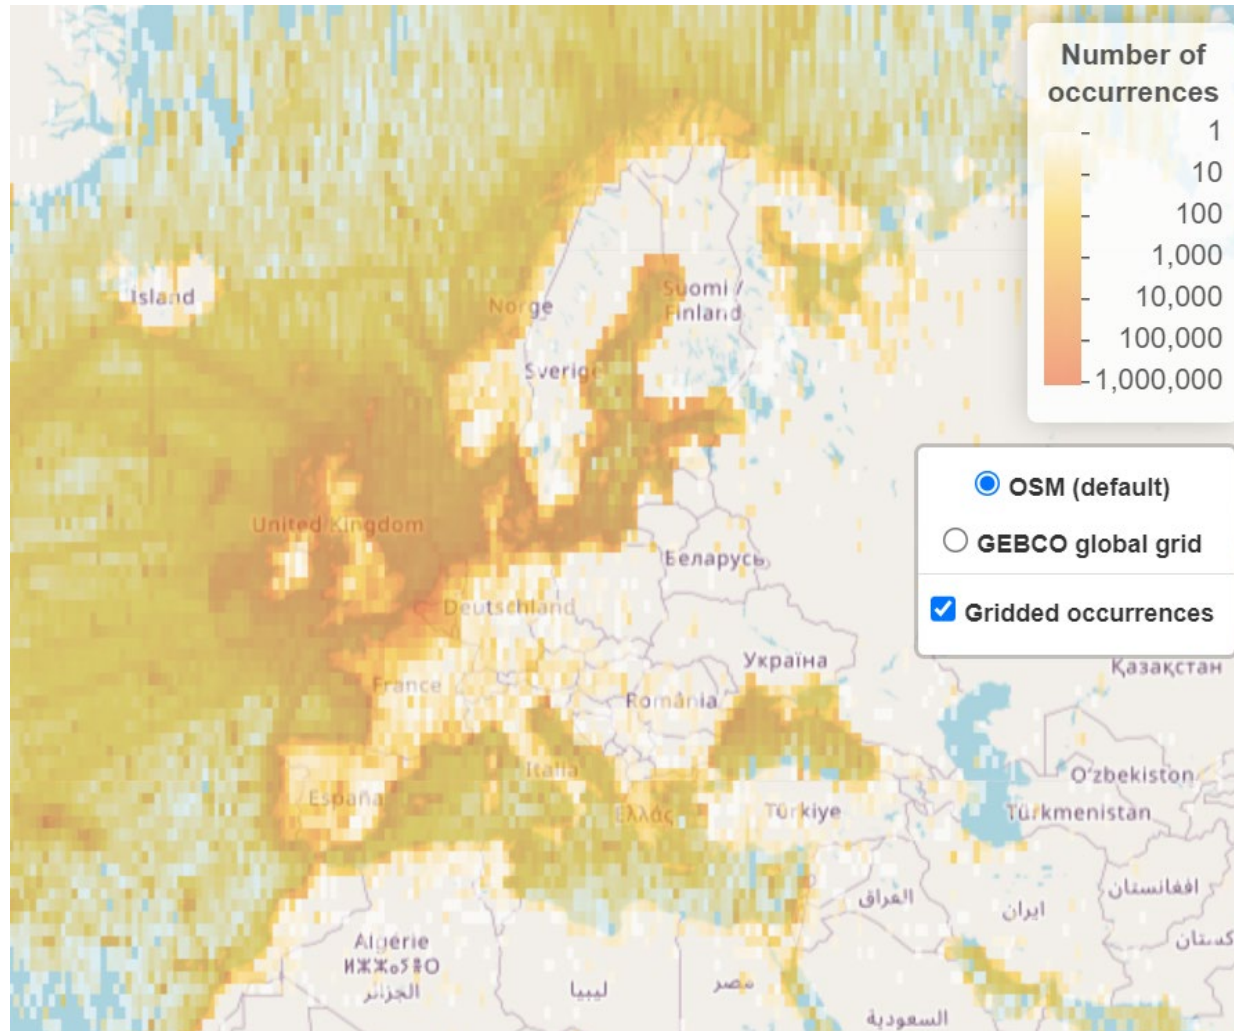 Number of
occurrences
1
10
100
1,000
10,000
100,000
1,000,000
OSM (default)
GEBCO global grid
Gridded occurrences
Island
Norge
Suomi /
Finland
Sverige
United Kingdom
Беларусь
Deutschland
Україна
Қазақстан
France
România
Italia
O'zbekiston
España
Ελλάς
Türkiye
Türkmenistan
افغانستان
العراق
ایران
Algérie
ⵍⵣⵣⴰⵢⴻⵔ
الجزائر
ليبيا
مصر
السعودية